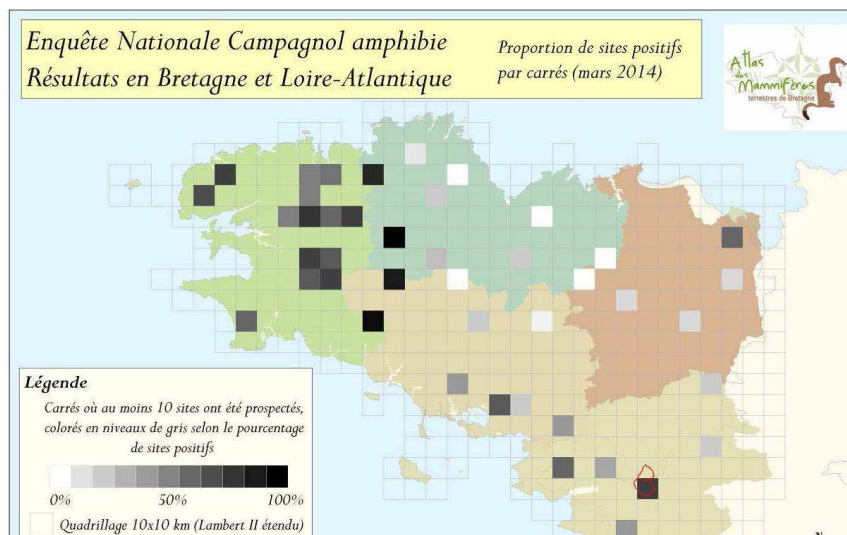 Enquête Nationale Campagnol amphibie
Résultats en Bretagne et Loire-Atlantique
Proportion de sites positifs
par carrés (mars 2014)
Atlas
des
Mammifères
terrestres de Bretagne
Légende
Carrés où au moins 10 sites ont été prospectés,
colorés en niveaux de gris selon le pourcentage
de sites positifs
0% 50% 100%
Quadrillage 10x10 km (Lambert II étendu)
N